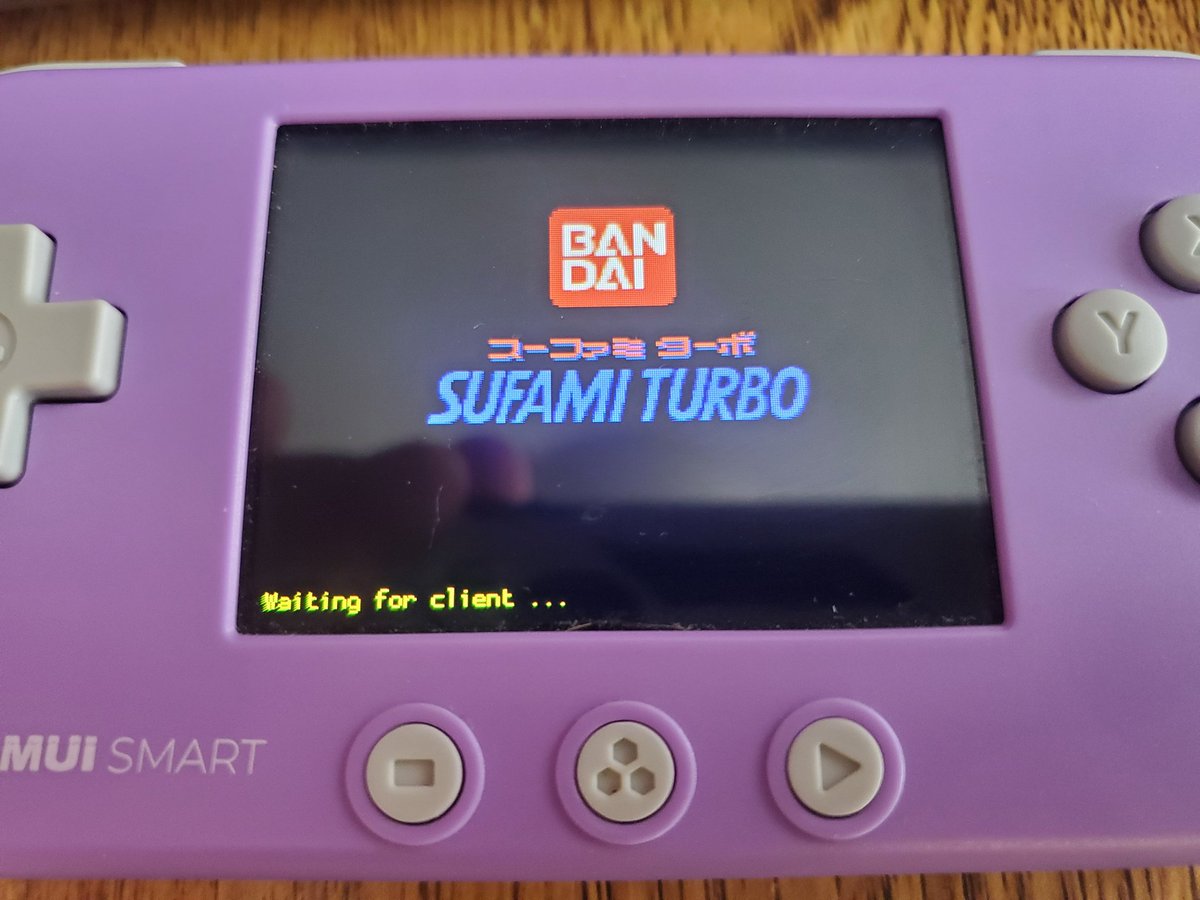 BAN
DAI
スーファミ ターボ
SUFAMI TURBO
X
Y
Waiting for client ...
MUi SMART